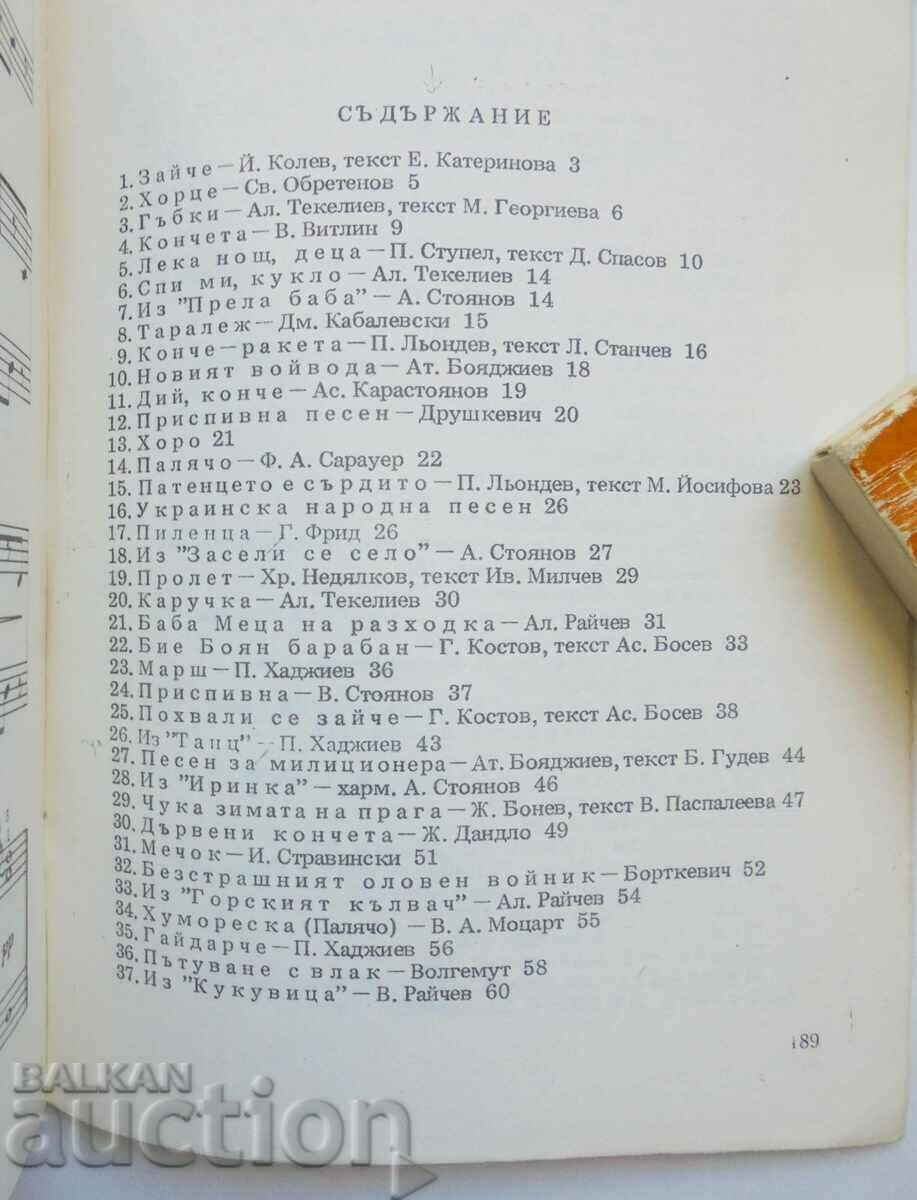 СЪДЪРЖАНИЕ
1. Зайче — Й. Колев, текст Е. Катеринова 3
2. Хорце — Св. Обретенов 5
3. Гъбки — Ал. Текелиев, текст М. Георгиева 6
4. Кончета — В. Витлин 9
5. Лека нощ, деца — П. Ступел, текст Д. Спасов 10
6. Спи ми, кукло — Ал. Текелиев 14
7. Из "Прела баба" — А. Стоянов 14
8. Таралеж — Дм. Кабалевски 15
9. Конче — ракета — П. Льондев, текст Л. Станчев 16
10. Новият войвода — Ат. Бояджиев 18
11. Дий, конче — Ас. Карастоянов 19
12. Приспивна песен — Друшкевич 20
13. Хоро 21
14. Палячо — Ф. А. Сарауер 22
15. Патенцето е сърдито — П. Льондев, текст М. Йосифова 23
16. Украинска народна песен 26
17. Пиленца — Г. Фрид 26
18. Из "Засели се село" — А. Стоянов 27
19. Пролет — Хр. Недялков, текст Ив. Милчев 29
20. Каручка — Ал. Текелиев 30
21. Баба Меца на разходка — Ал. Райчев 31
22. Бие Боян барабан — Г. Костов, текст Ас. Босев 33
23. Марш — П. Хаджиев 36
24. Приспивна — В. Стоянов 37
25. Похвали се зайче — Г. Костов, текст Ас. Босев 38
26. Из "Танц" — П. Хаджиев 43
27. Песен за милиционера — Ат. Бояджиев, текст Б. Гудев 44
28. Из "Иринка" — харм. А. Стоянов 46
29. Чука зимата на прага — Ж. Бонев, текст В. Паспалеева 47
30. Дървени кончета — Ж. Дандло 49
31. Мечок — И. Стравински 51
32. Безстрашният оловен войник — Борткевич 52
33. Из "Горският кълвач" — Ал. Райчев 54
34. Хумореска (Палячо) — В. А. Моцарт 55
35. Гайдарче — П. Хаджиев 56
36. Пътуване с влак — Волгемут 58
37. Из "Кукувица" — В. Райчев 60
189
pp
BALKAN
auction